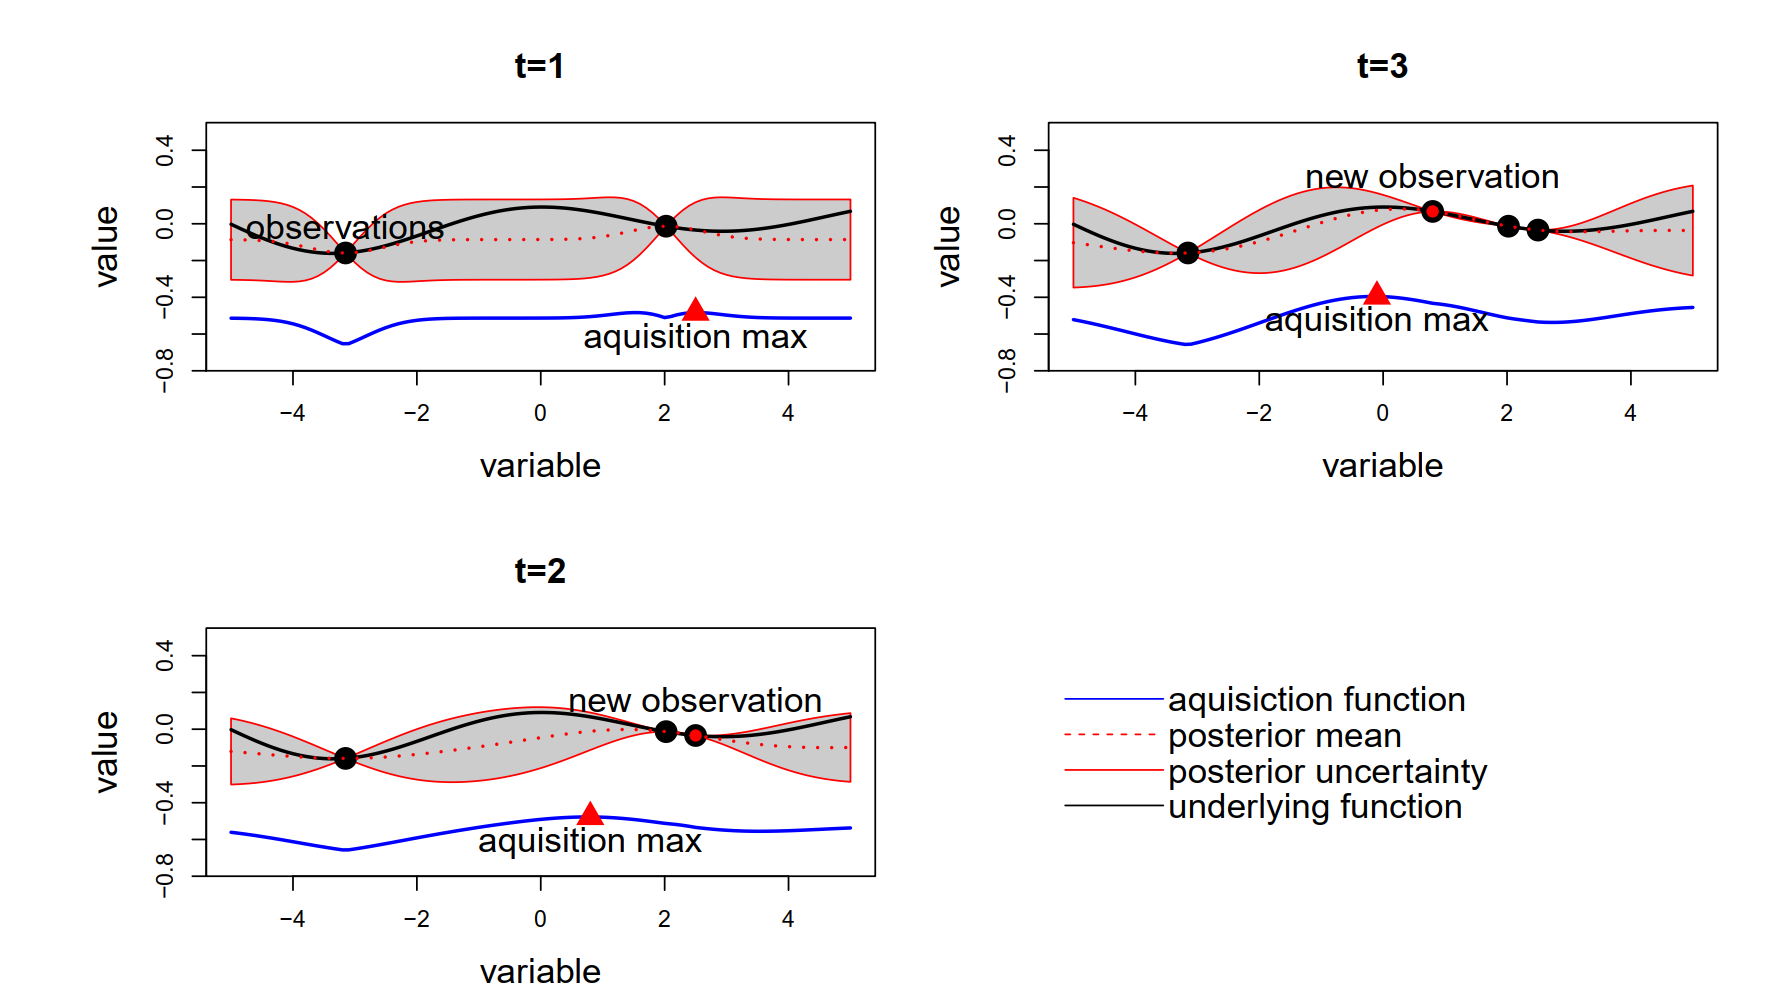 t=1
value
0.4
0.0
−0.4
−0.8
observations
aquisition max
−4 −2 0 2 4
variable
t=3
value
0.4
0.0
−0.4
−0.8
new observation
aquisition max
−4 −2 0 2 4
variable
t=2
value
0.4
0.0
−0.4
−0.8
new observation
aquisition max
−4 −2 0 2 4
variable
aquisiction function
posterior mean
posterior uncertainty
underlying function